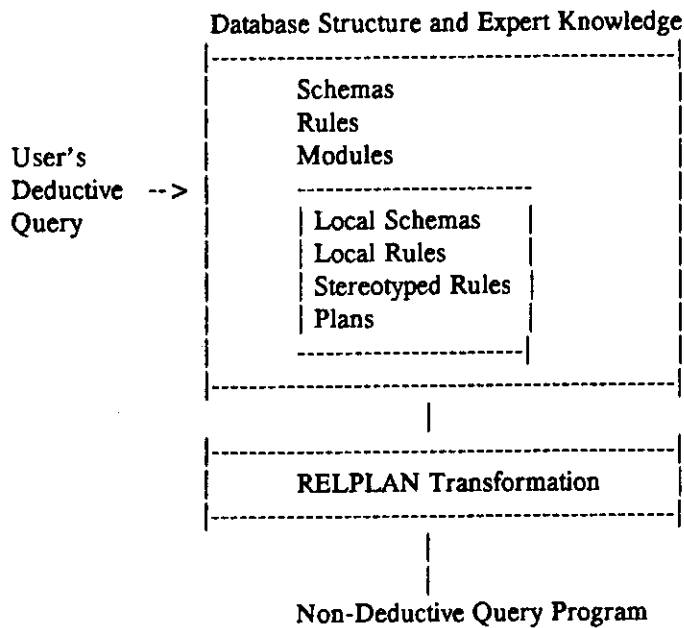 Database Structure and Expert Knowledge
Schemas
Rules
Modules
User's
Deductive -->
Query
Local Schemas
Local Rules
Stereotyped Rules
Plans
RELPLAN Transformation
Non-Deductive Query Program